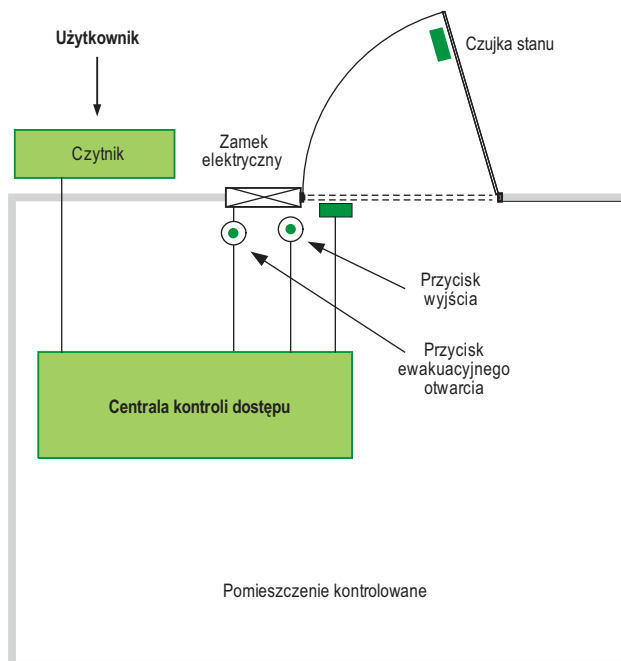 Użytkownik
Czujka stanu
Czytnik
Zamek
elektryczny
Przycisk
wyjścia
Przycisk
ewakuacyjnego
otwarcia
Centrala kontroli dostępu
Pomieszczenie kontrolowane